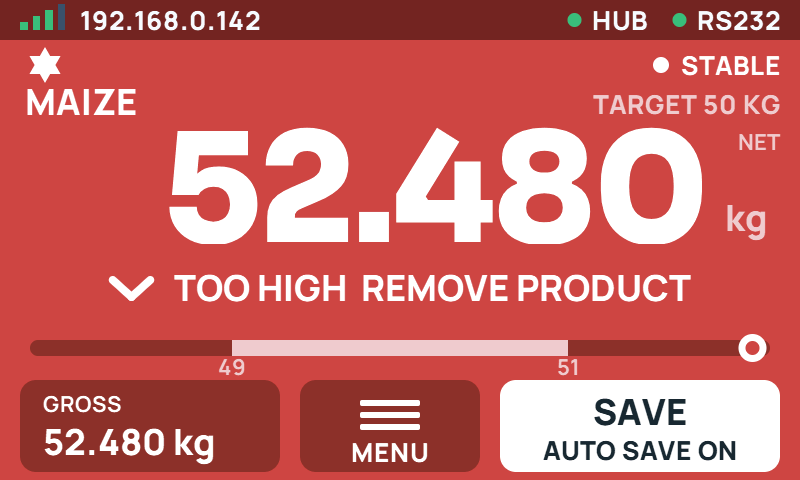 192.168.0.142 HUB RS232
STABLE
MAIZE
TARGET 50 KG
NET
52.480 kg
TOO HIGH REMOVE PRODUCT
49 51
GROSS
52.480 kg
MENU
SAVE
AUTO SAVE ON